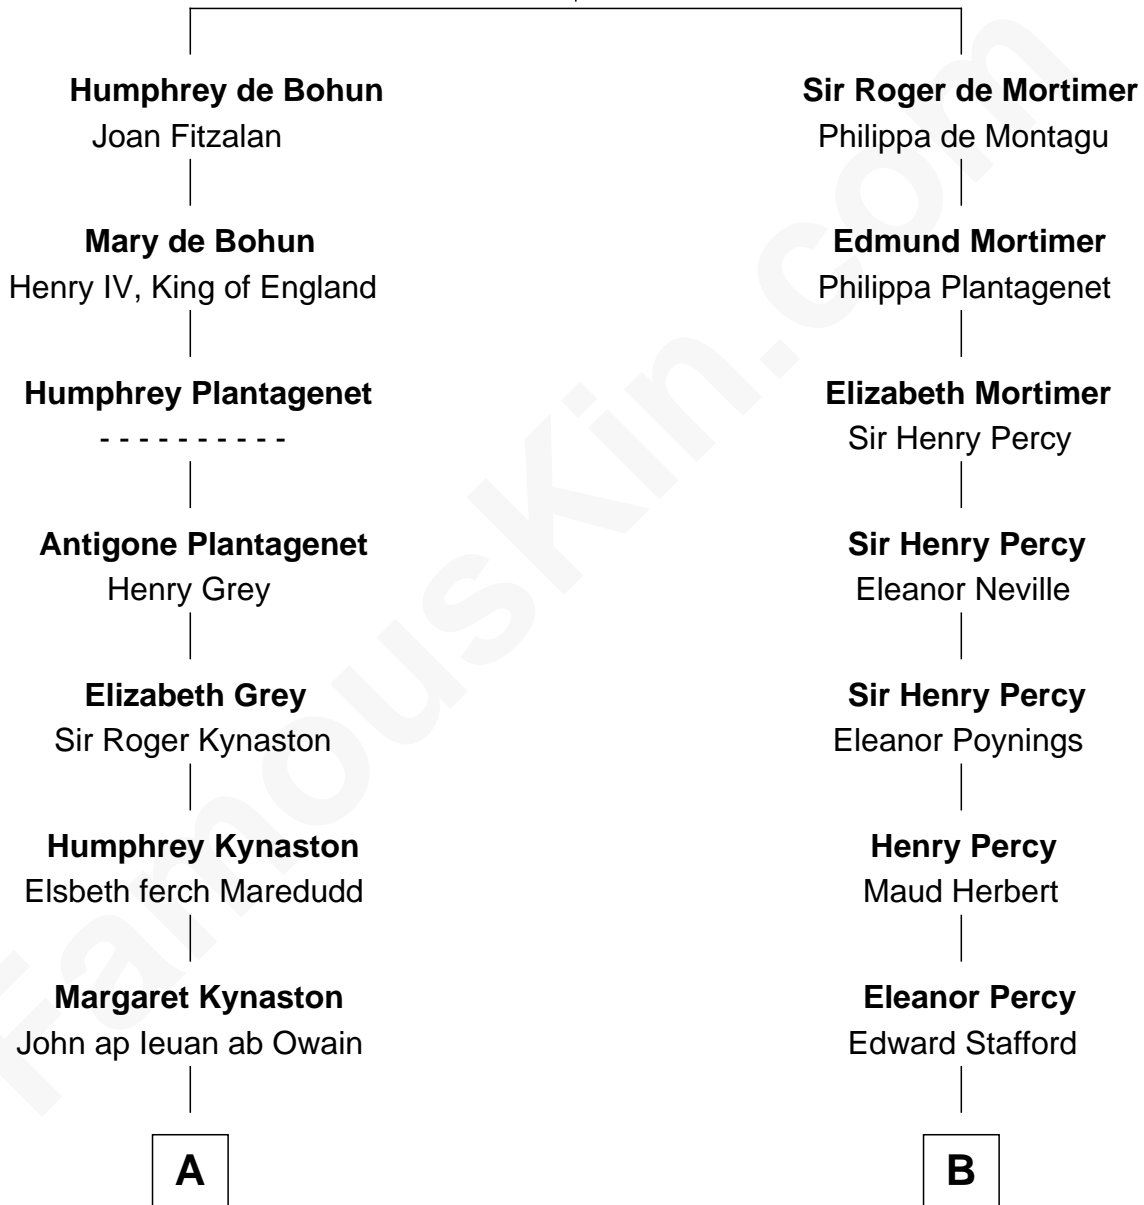 Humphrey de Bohun
Joan Fitzalan
Mary de Bohun
Henry IV, King of England
Humphrey Plantagenet
- - - - - - - - - -
Antigone Plantagenet
Henry Grey
Elizabeth Grey
Sir Roger Kynaston
Humphrey Kynaston
Elsbeth ferch Maredudd
Margaret Kynaston
John ap Ieuan ab Owain
A
Sir Roger de Mortimer
Philippa de Montagu
Edmund Mortimer
Philippa Plantagenet
Elizabeth Mortimer
Sir Henry Percy
Sir Henry Percy
Eleanor Neville
Sir Henry Percy
Eleanor Poynings
Henry Percy
Maud Herbert
Eleanor Percy
Edward Stafford
B
FamousKin.com